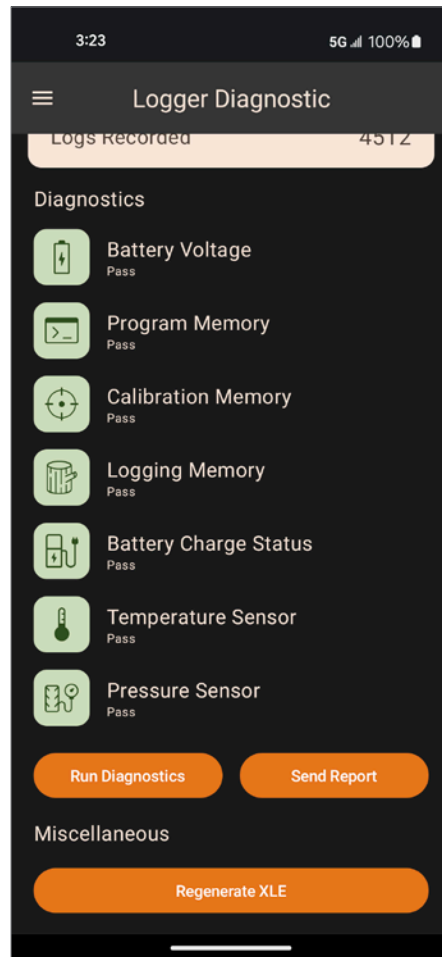 3:23 5G 100%
Logger Diagnostic
Logs Recorded 4512
Diagnostics
Battery Voltage
Pass
Program Memory
Pass
Calibration Memory
Pass
Logging Memory
Pass
Battery Charge Status
Pass
Temperature Sensor
Pass
Pressure Sensor
Pass
Run Diagnostics Send Report
Miscellaneous
Regenerate XLE